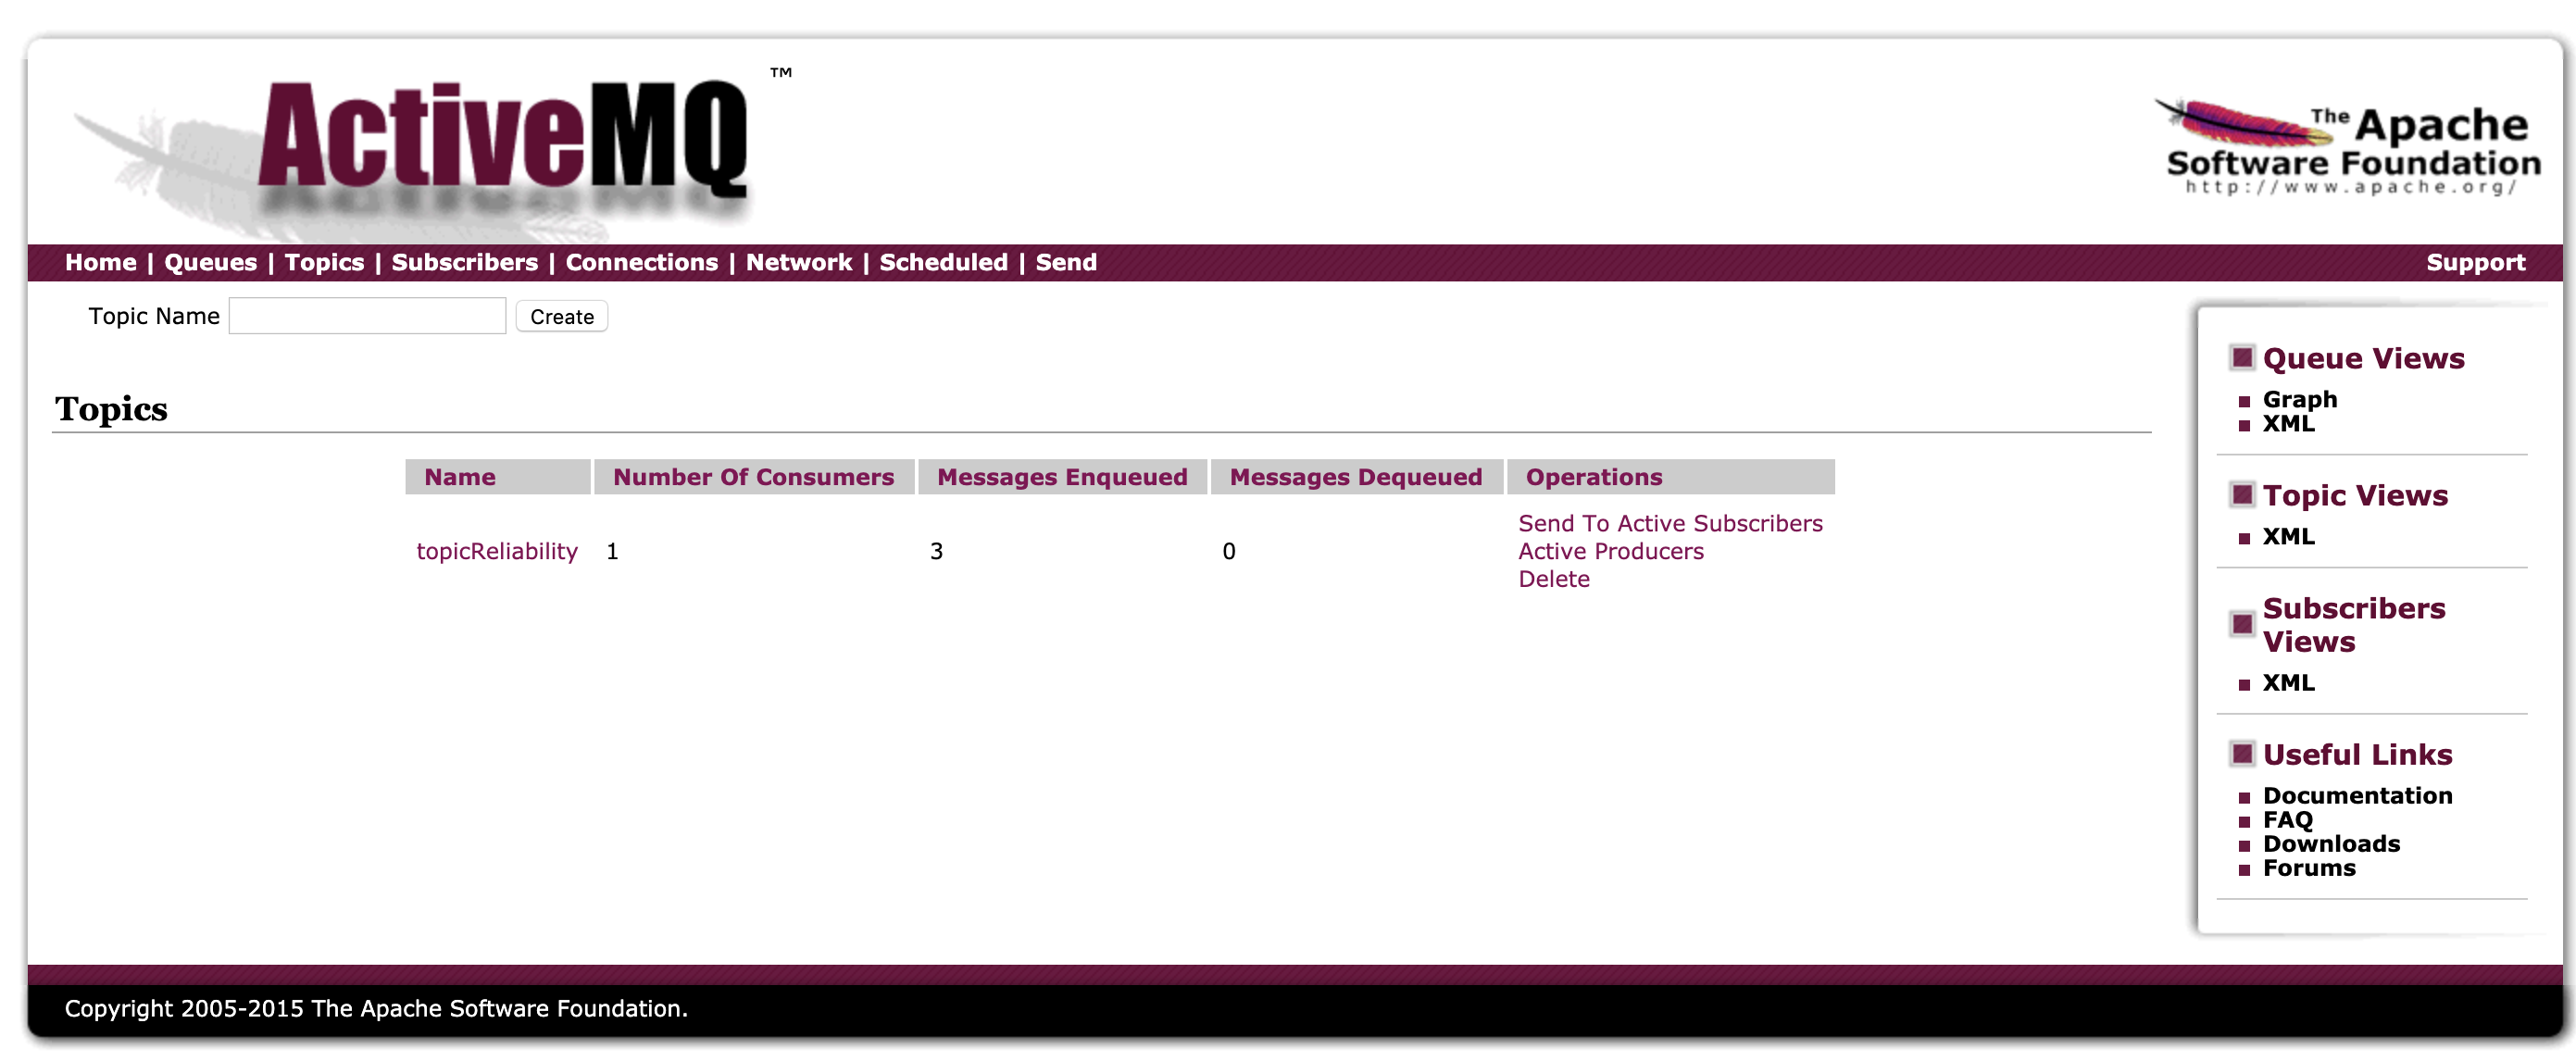 ActiveMQ ™
The Apache
Software Foundation
http://www.apache.org/
Home | Queues | Topics | Subscribers | Connections | Network | Scheduled | Send
Support
Topic Name Create
Topics
Name Number Of Consumers Messages Enqueued Messages Dequeued Operations
topicReliability 1 3 0
Send To Active Subscribers
Active Producers
Delete
Queue Views
Graph
XML
Topic Views
XML
Subscribers
Views
XML
Useful Links
Documentation
FAQ
Downloads
Forums
Copyright 2005-2015 The Apache Software Foundation.